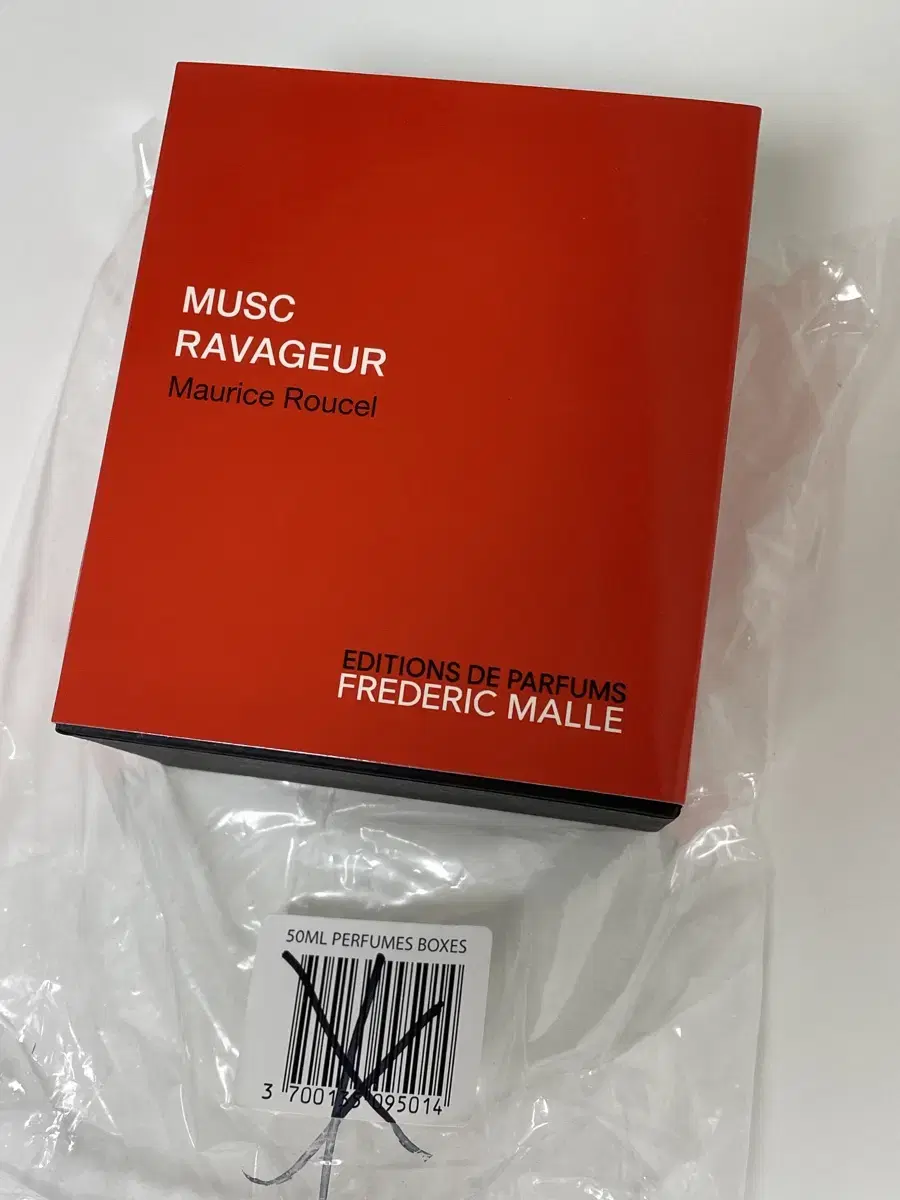 MUSC
RAVAGEUR
Maurice Roucel
EDITIONS DE PARFUMS
FREDERIC MALLE
50ML PERFUMES BOXES